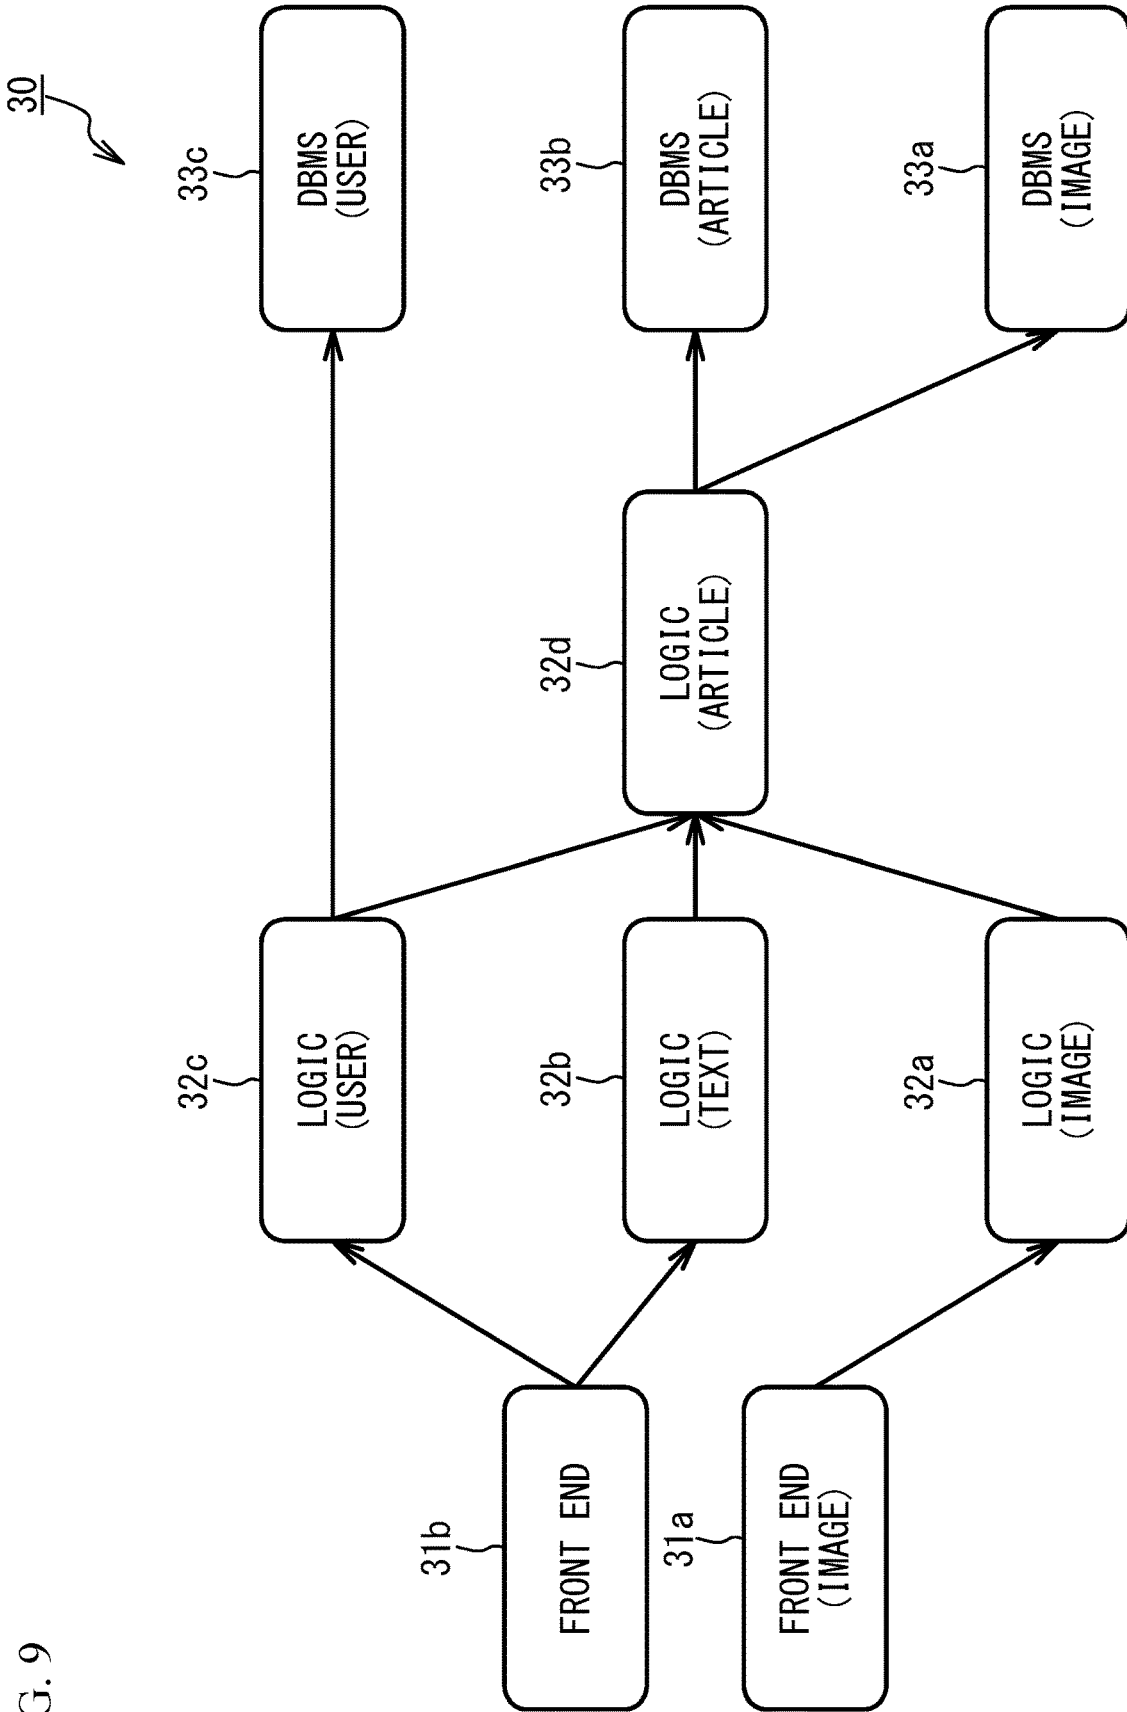 G. 9
30
33c
DBMS
(USER)
33b
DBMS
(ARTICLE)
33a
DBMS
(IMAGE)
32d
LOGIC
(ARTICLE)
32c
LOGIC
(USER)
32b
LOGIC
(TEXT)
32a
LOGIC
(IMAGE)
31b
FRONT END
31a
FRONT END
(IMAGE)